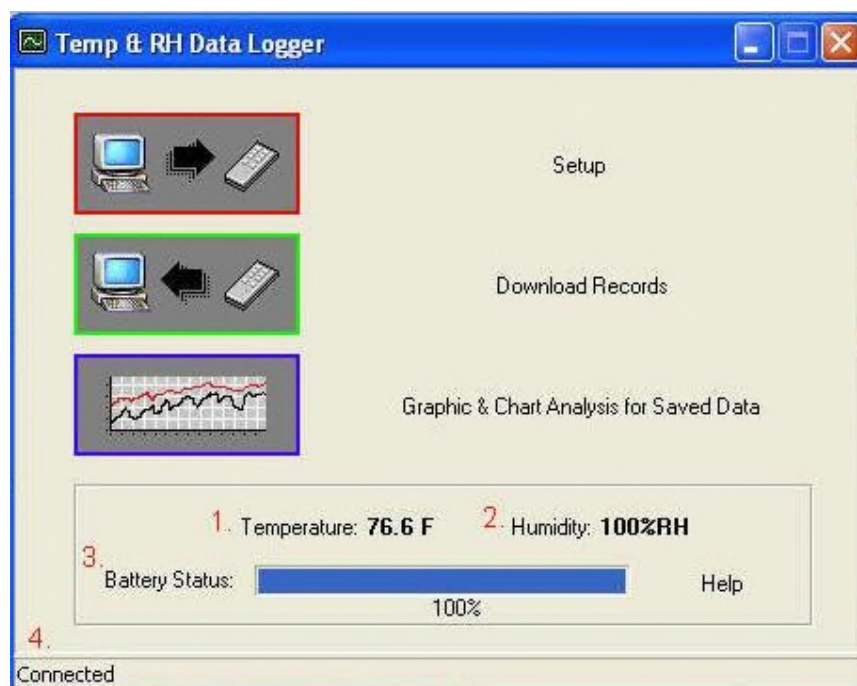 Temp & RH Data Logger
Setup
Download Records
Graphic & Chart Analysis for Saved Data
1. Temperature: 76.6 F 2. Humidity: 100%RH
3. Battery Status: Help
100%
4.
Connected